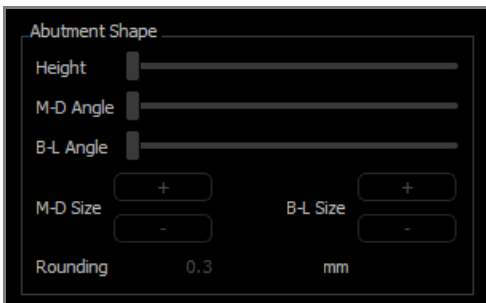 Abutment Shape
Height
M-D Angle
B-L Angle
M-D Size + - B-L Size + -
Rounding 0.3 mm